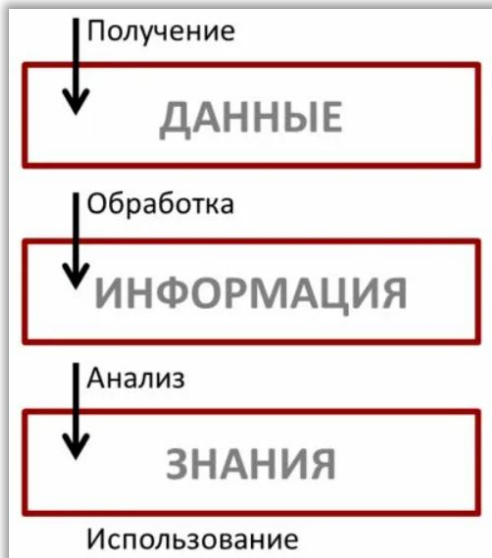 Получение
ДАННЫЕ
Обработка
ИНФОРМАЦИЯ
Анализ
ЗНАНИЯ
Использование